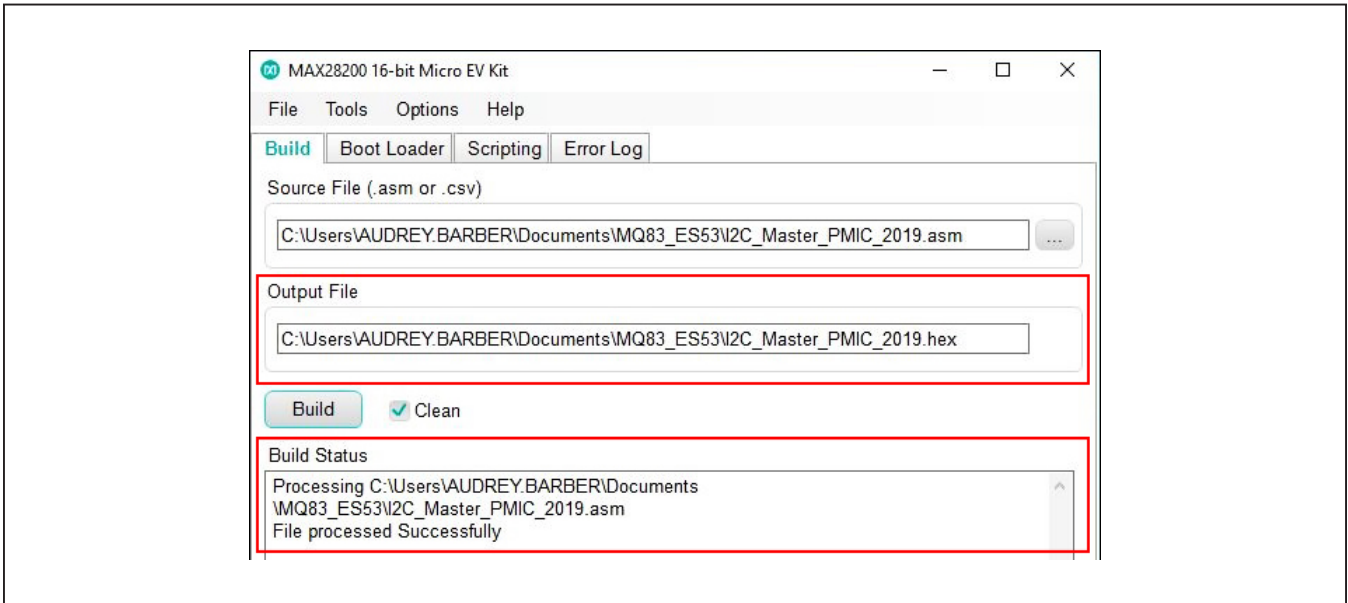 MAX28200 16-bit Micro EV Kit
File Tools Options Help
Build Boot Loader Scripting Error Log
Source File (.asm or .csv)
C:\Users\AUDREY.BARBER\Documents\MQ83_ES53\I2C_Master_PMIC_2019.asm ...
Output File
C:\Users\AUDREY.BARBER\Documents\MQ83_ES53\I2C_Master_PMIC_2019.hex
Build Clean
Build Status
Processing C:\Users\AUDREY.BARBER\Documents
\MQ83_ES53\I2C_Master_PMIC_2019.asm
File processed Successfully